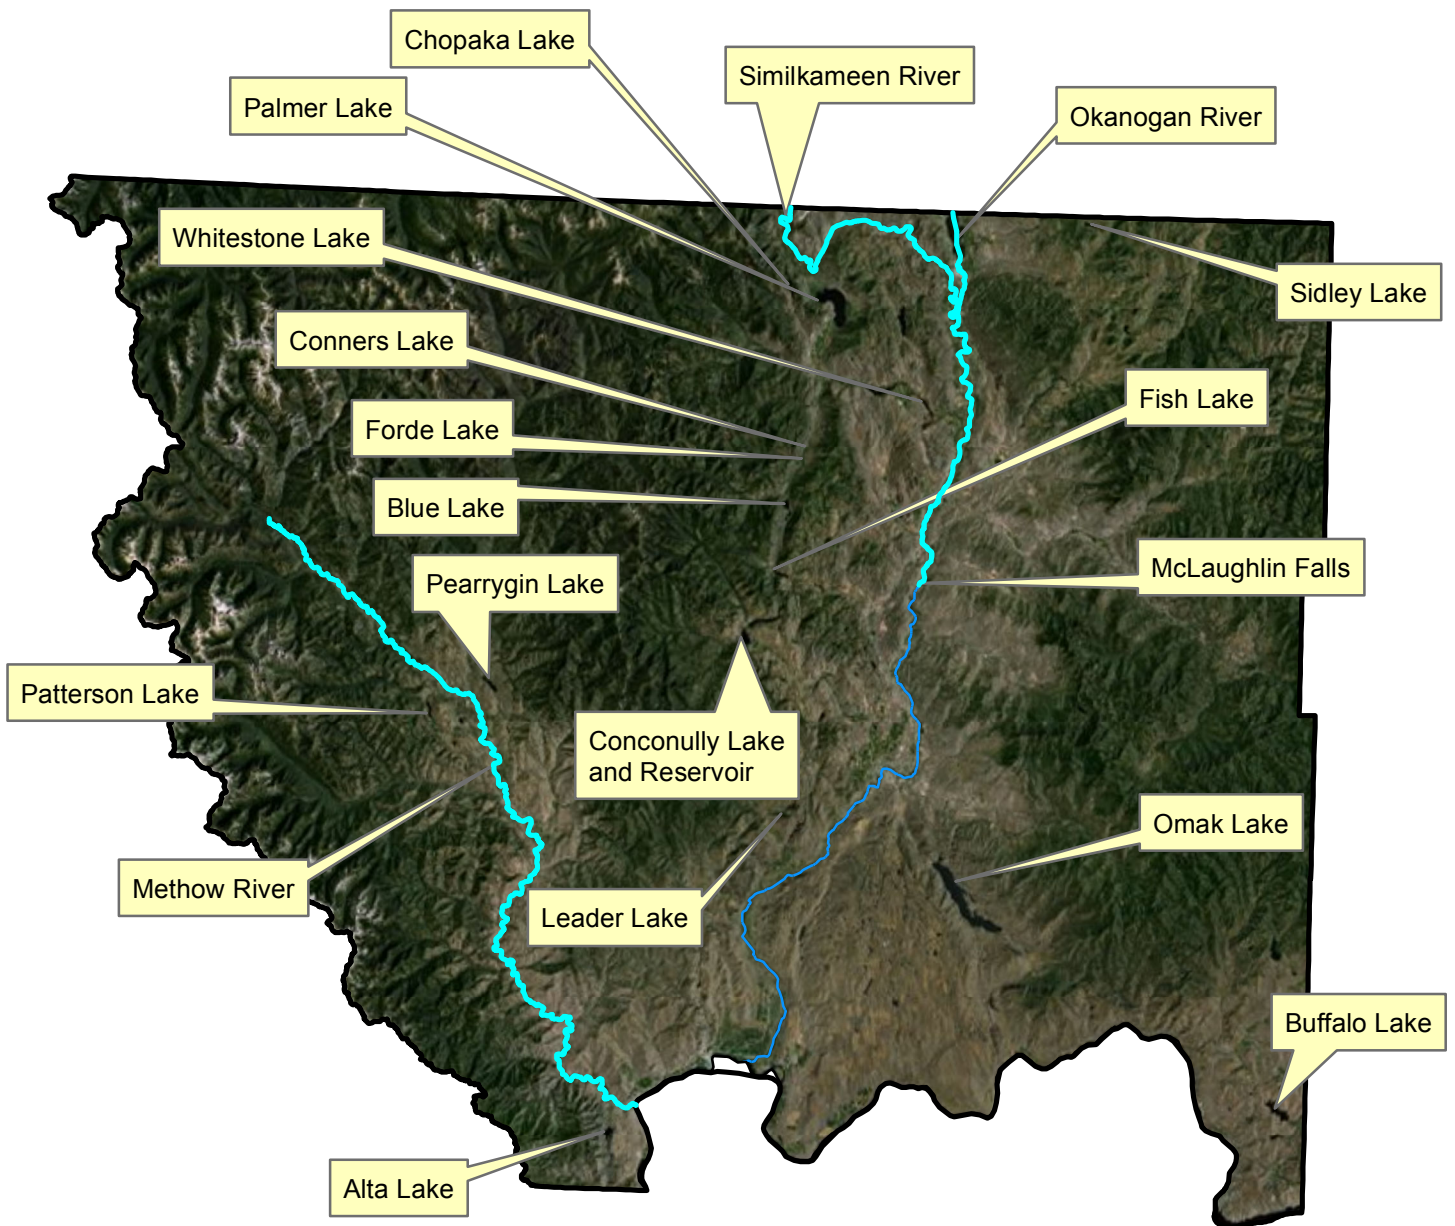 Chopaka Lake
Similkameen River
Palmer Lake
Okanogan River
Whitestone Lake
Sidley Lake
Conners Lake
Fish Lake
Forde Lake
Blue Lake
McLaughlin Falls
Pearrygin Lake
Patterson Lake
Conconully Lake
and Reservoir
Omak Lake
Methow River
Leader Lake
Buffalo Lake
Alta Lake